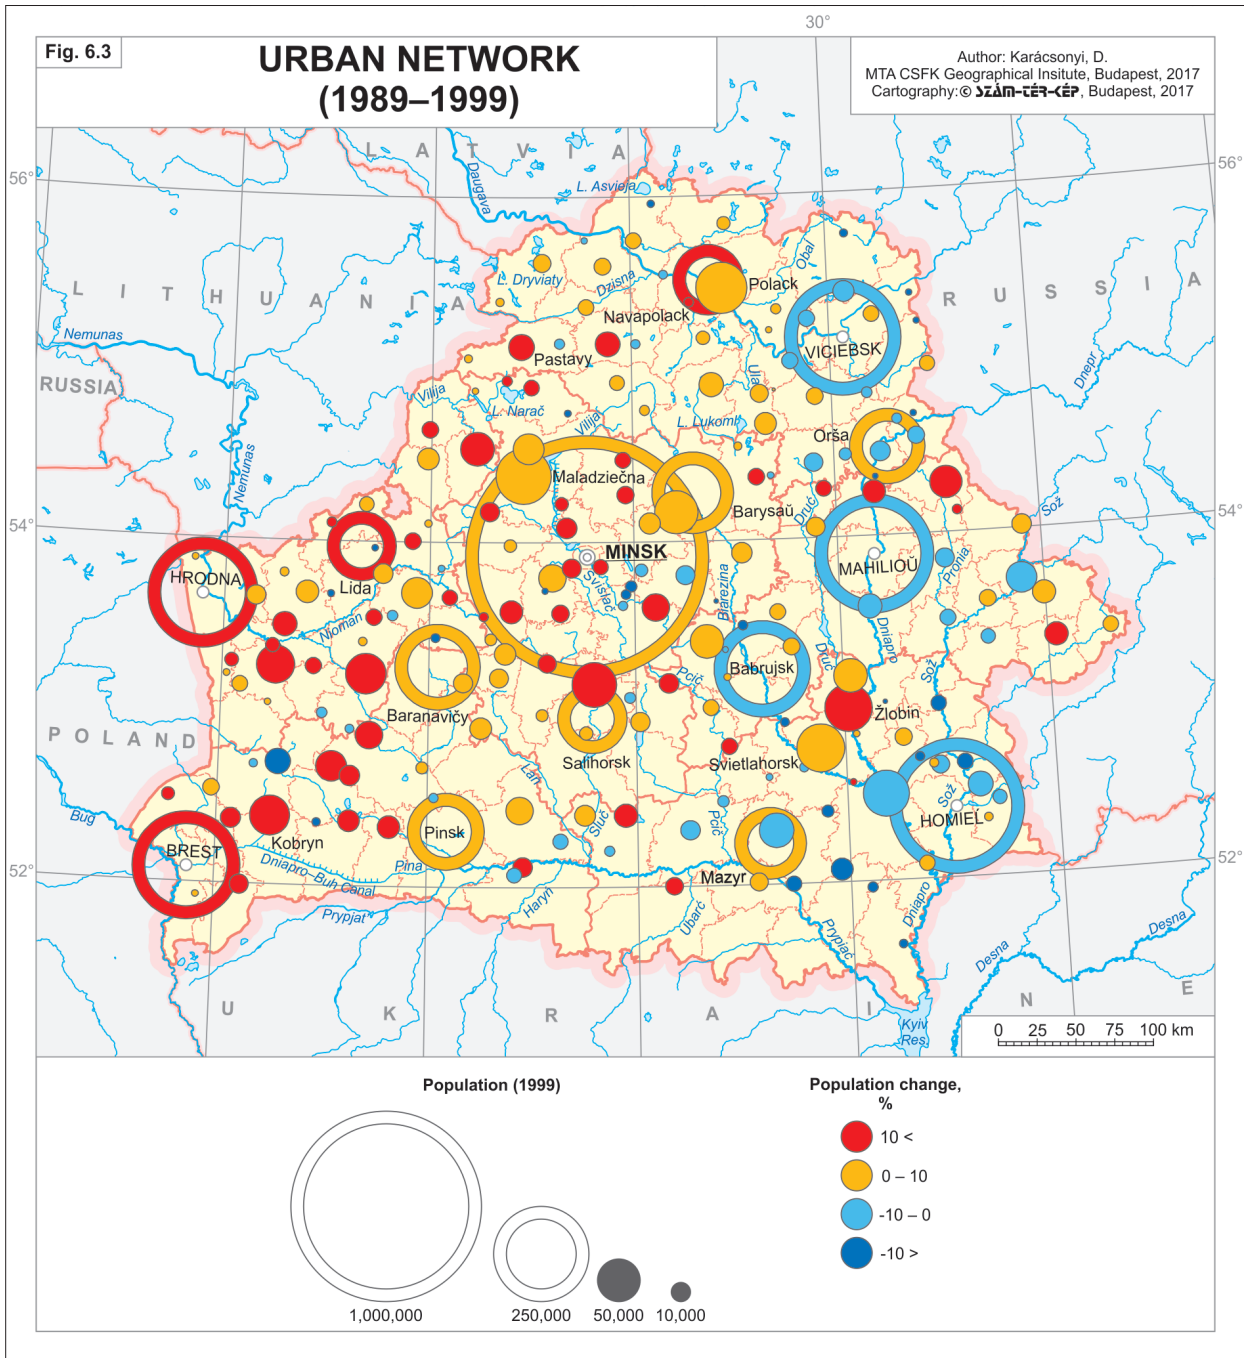 Fig. 6.3
URBAN NETWORK
(1989–1999)
30°
Author: Karácsonyi, D.
MTA CSFK Geographical Insitute, Budapest, 2017
Cartography:© SZÁM-TÉR-KÉP, Budapest, 2017
LATVIA
56°
56°
Daugava
L. Asvieja
Obal
L. Dryviaty
Dzisna
Polack
Navapolack
LITHUANIA
RUSSIA
Nemunas
VICIEBSK
Pastavy
RUSSIA
Dnepr
Ula
Vilija
L. Narač
Vilija
L. Lukoml
Orša
Nemunas
Maladziečna
Barysaŭ
Druć
Sož
54°
54°
MINSK
MAHILIOŬ
Pronia
HRODNA
Lida
Svislač
Biarezina
Nioman
Dniapro
Druć
Sož
Babrujsk
Pcič
Baranavičy
Žlobin
POLAND
Salihorsk
Svietlahorsk
Lań
Sož
HOMIEĹ
Bug
Kobryn
Pinsk
Sluč
Pcič
BREST
Pina
52°
52°
Dniapro–Buh Canal
Mazyr
Haryn
Prypjat
Ubarć
Prypiać
Dniapro
Desna
Desna
UKRAINE
Kyiv
Res.
0 25 50 75 100 km
Population (1999)
1,000,000
250,000
50,000
10,000
Population change,
%
10 <
0 – 10
-10 – 0
-10 >